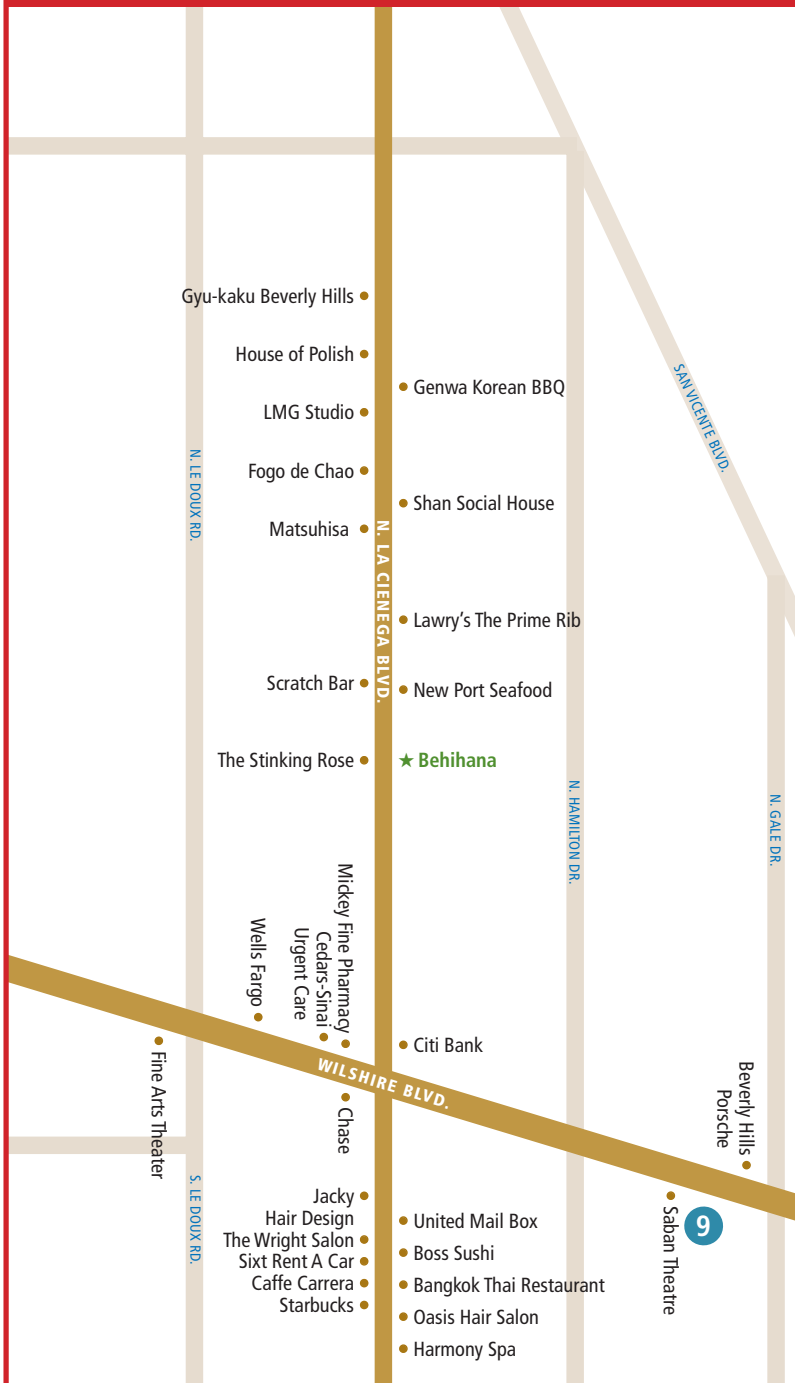 Gyu-kaku Beverly Hills
House of Polish
Genwa Korean BBQ
LMG Studio
SAN VICENTE BLVD.
N. LE DOUX RD.
Fogo de Chao
Shan Social House
Matsuhisa
N. LA CIENEGA BLVD.
Lawry's The Prime Rib
Scratch Bar
New Port Seafood
The Stinking Rose
★ Behihana
N. HAMILTON DR.
N. GALE DR.
Wells Fargo
Mickey Fine Pharmacy
Cedars-Sinai
Urgent Care
Citi Bank
WILSHIRE BLVD.
Fine Arts Theater
Chase
Beverly Hills
Porsche
S. LE DOUX RD.
Jacky
Hair Design
The Wright Salon
Sixt Rent A Car
Caffe Carrera
Starbucks
United Mail Box
Boss Sushi
Bangkok Thai Restaurant
Oasis Hair Salon
Harmony Spa
Saban Theatre
9